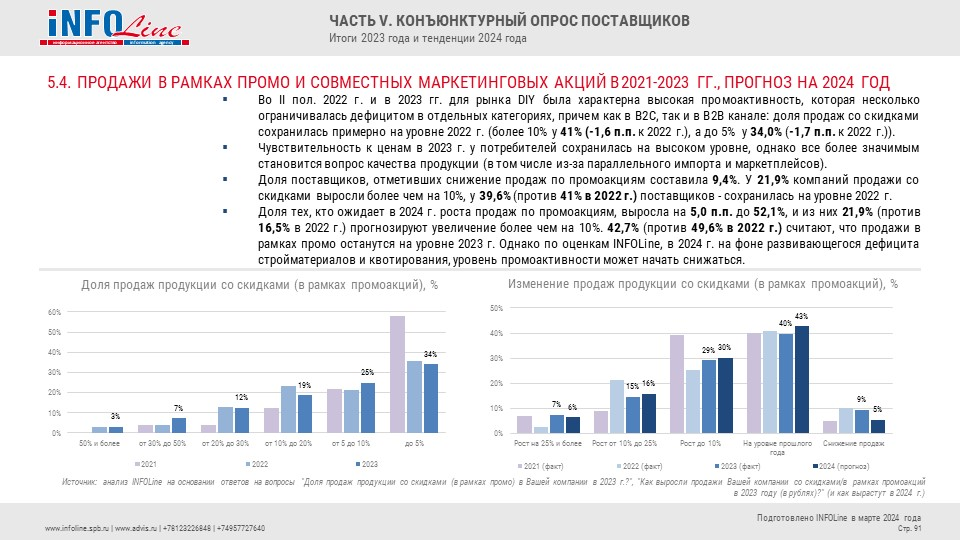 iNFOLine
информационное агентство information agency
ЧАСТЬ V. КОНЪЮНКТУРНЫЙ ОПРОС ПОСТАВЩИКОВ
Итоги 2023 года и тенденции 2024 года
5.4. ПРОДАЖИ В РАМКАХ ПРОМО И СОВМЕСТНЫХ МАРКЕТИНГОВЫХ АКЦИЙ В 2021-2023 ГГ., ПРОГНОЗ НА 2024 ГОД
▪ Во II пол. 2022 г. и в 2023 гг. для рынка DIY была характерна высокая промоактивность, которая несколько
ограничивалась дефицитом в отдельных категориях, причем как в B2C, так и в B2B канале: доля продаж со скидками
сохранилась примерно на уровне 2022 г. (более 10% у 41% (-1,6 п.п. к 2022 г.), а до 5% у 34,0% (-1,7 п.п. к 2022 г.)).
▪ Чувствительность к ценам в 2023 г. у потребителей сохранилась на высоком уровне, однако все более значимым
становится вопрос качества продукции (в том числе из-за параллельного импорта и маркетплейсов).
▪ Доля поставщиков, отметивших снижение продаж по промоакциям составила 9,4%. У 21,9% компаний продажи со
скидками выросли более чем на 10%, у 39,6% (против 41% в 2022 г.) поставщиков - сохранилась на уровне 2022 г.
▪ Доля тех, кто ожидает в 2024 г. роста продаж по промоакциям, выросла на 5,0 п.п. до 52,1%, и из них 21,9% (против
16,5% в 2022 г.) прогнозируют увеличение более чем на 10%. 42,7% (против 49,6% в 2022 г.) считают, что продажи в
рамках промо останутся на уровне 2023 г. Однако по оценкам INFOLine, в 2024 г. на фоне развивающегося дефицита
стройматериалов и квотирования, уровень промоактивности может начать снижаться.
Доля продаж продукции со скидками (в рамках промоакций), %
60%
50%
40%
30%
20%
10%
0%
3% 7% 12% 19% 25% 34%
50% и более от 30% до 50% от 20% до 30% от 10% до 20% от 5 до 10% до 5%
2021 2022 2023
Изменение продаж продукции со скидками (в рамках промоакций), %
50%
40%
30%
20%
10%
0%
7% 6% 15% 16% 29% 30% 40% 43% 9% 5%
Рост на 25% и более Рост от 10% до 25% Рост до 10% На уровне прошлого Снижение продаж
года
2021 (факт) 2022 (факт) 2023 (факт) 2024 (прогноз)
Источник: анализ INFOLine на основании ответов на вопросы "Доля продаж продукции со скидками (в рамках промо) в Вашей компании в 2023 г.?", "Как выросли продажи Вашей компании со скидками/в рамках промоакций
в 2023 году (в рублях)?" (и как вырастут в 2024 г.)
Подготовлено INFOLine в марте 2024 года
www.infoline.spb.ru | www.advis.ru | +78123226848 | +74957727640
Стр. 91